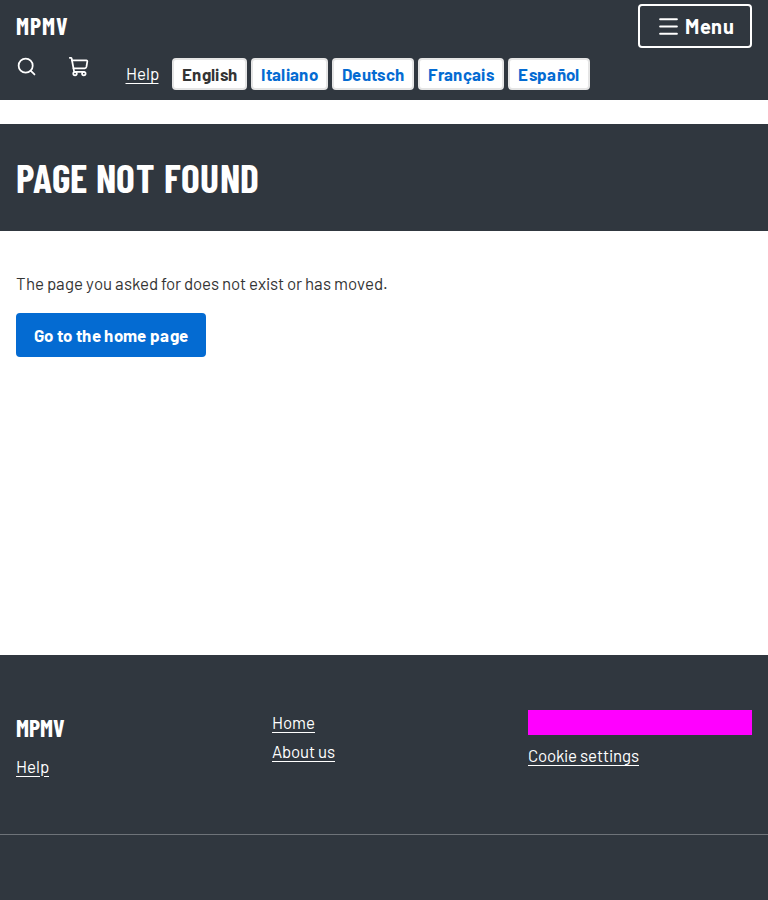 MPMV
Menu
Help
English
Italiano
Deutsch
Français
Español
PAGE NOT FOUND
The page you asked for does not exist or has moved.
Go to the home page
MPMV
Help
Home
About us
Cookie settings